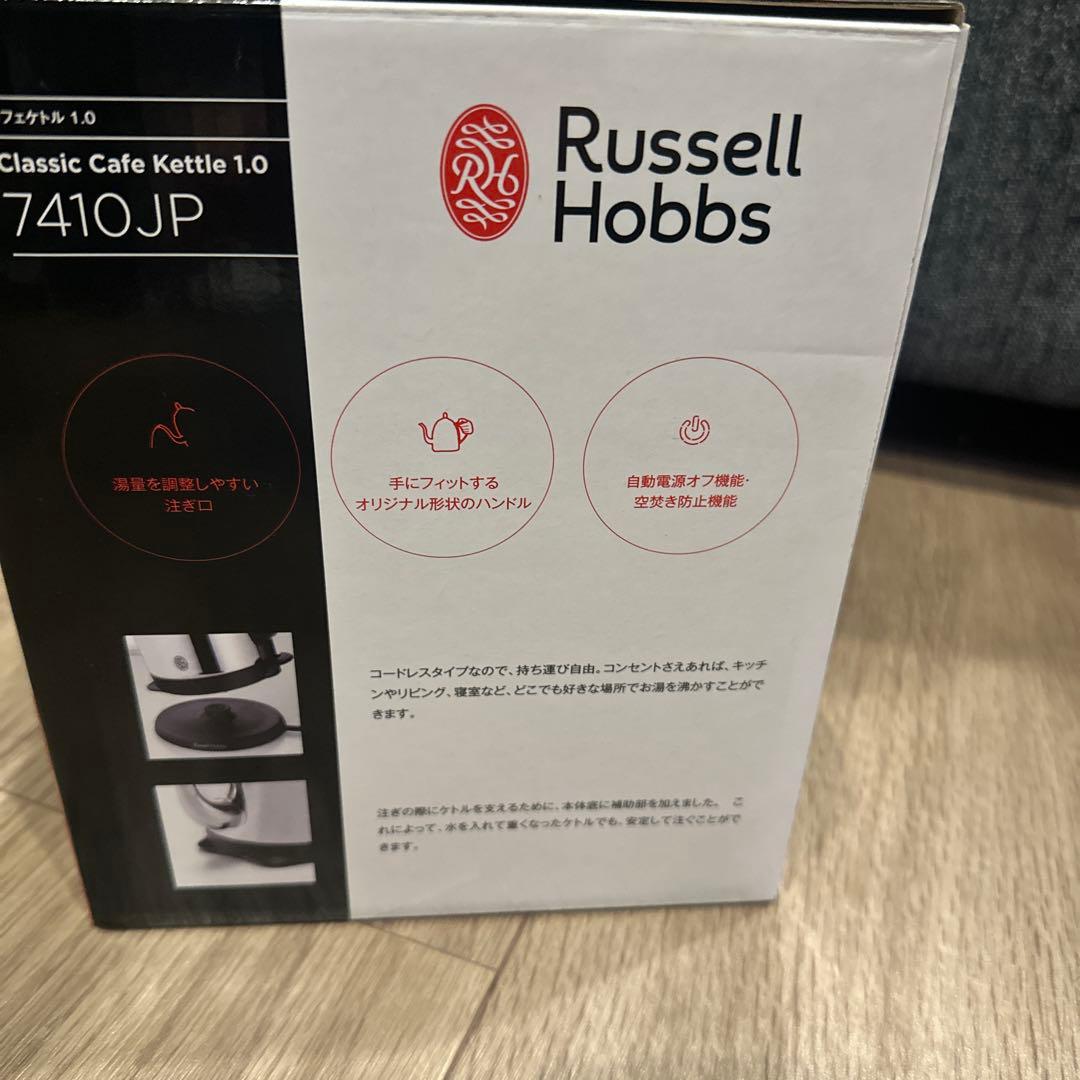 フェケトル 1.0
Classic Cafe Kettle 1.0
7410JP
RH
Russell
Hobbs
湯量を調整しやすい
注ぎ口
手にフィットする
オリジナル形状のハンドル
自動電源オフ機能・
空焚き防止機能
コードレスタイプなので、持ち運び自由。コンセントさえあれば、キッチ
ンやリビング、寝室など、どこでも好きな場所でお湯を沸かすことがで
きます。
注ぎの際にケトルを支えるために、本体底に補助部を加えました。 こ
れによって、水を入れて重くなったケトルでも、安定して注ぐことがで
きます。